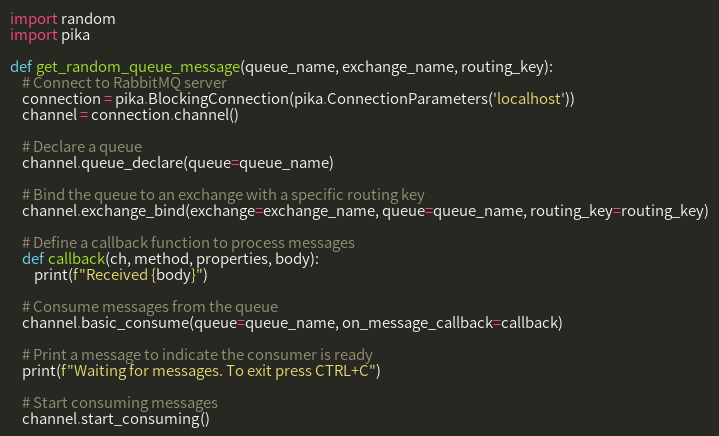 import random
import pika

def get_random_queue_message(queue_name, exchange_name, routing_key):
    # Connect to RabbitMQ server
    connection = pika.BlockingConnection(pika.ConnectionParameters('localhost'))
    channel = connection.channel()

    # Declare a queue
    channel.queue_declare(queue=queue_name)

    # Bind the queue to an exchange with a specific routing key
    channel.exchange_bind(exchange=exchange_name, queue=queue_name, routing_key=routing_key)

    # Define a callback function to process messages
    def callback(ch, method, properties, body):
        print(f"Received {body}")

    # Consume messages from the queue
    channel.basic_consume(queue=queue_name, on_message_callback=callback)

    # Print a message to indicate the consumer is ready
    print(f"Waiting for messages. To exit press CTRL+C")

    # Start consuming messages
    channel.start_consuming()